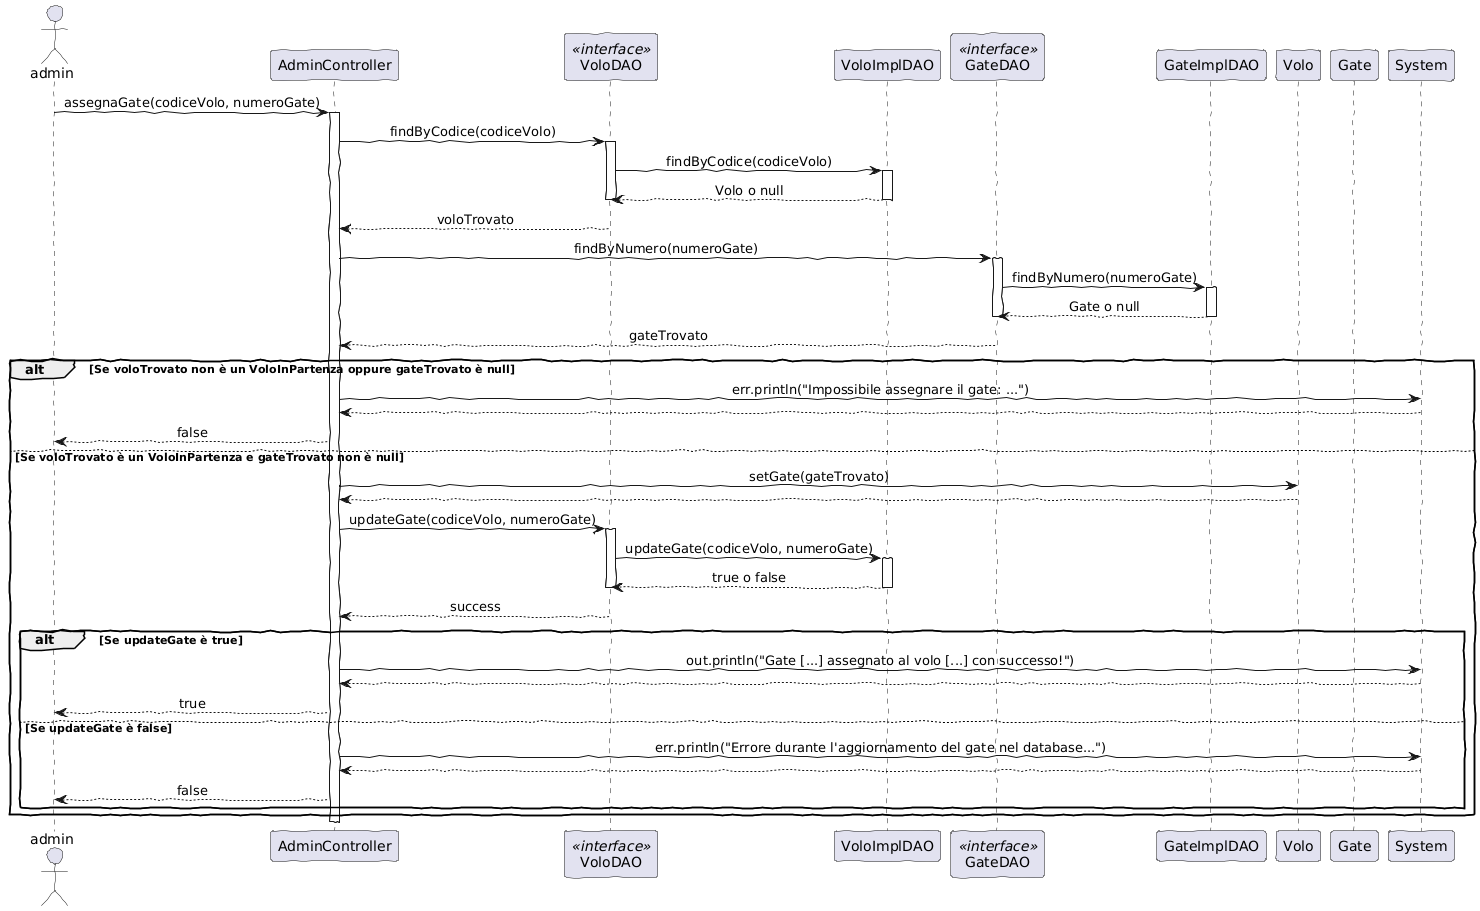 admin
AdminController
«interface»
VoloDAO
VoloImplDAO
«interface»
GateDAO
GateImplDAO
Volo
Gate
System
assegnaGate(codiceVolo, numeroGate)
findByCodice(codiceVolo)
findByCodice(codiceVolo)
Volo o null
voloTrovato
findByNumero(numeroGate)
findByNumero(numeroGate)
Gate o null
gateTrovato
alt [Se voloTrovato non è un VoloInPartenza oppure gateTrovato è null]
err.println("Impossibile assegnare il gate: ...")
false
[Se voloTrovato è un VoloInPartenza e gateTrovato non è null]
setGate(gateTrovato)
updateGate(codiceVolo, numeroGate)
updateGate(codiceVolo, numeroGate)
true o false
success
alt [Se updateGate è true]
out.println("Gate [...] assegnato al volo [...] con successo!")
true
[Se updateGate è false]
err.println("Errore durante l'aggiornamento del gate nel database...")
false
admin
AdminController
«interface»
VoloDAO
VoloImplDAO
«interface»
GateDAO
GateImplDAO
Volo
Gate
System